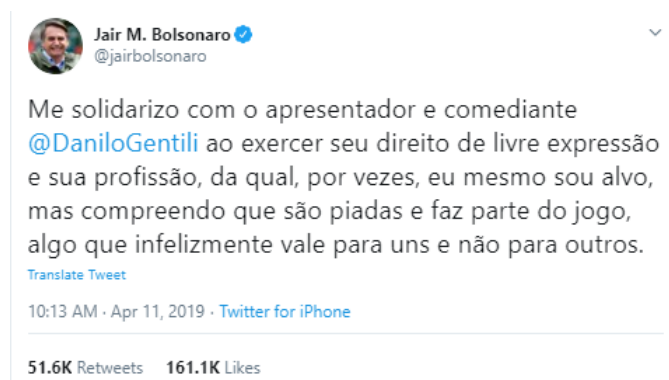 Jair M. Bolsonaro
@jairbolsonaro
Me solidarizo com o apresentador e comediante
@DaniloGentili ao exercer seu direito de livre expressão
e sua profissão, da qual, por vezes, eu mesmo sou alvo,
mas compreendo que são piadas e faz parte do jogo,
algo que infelizmente vale para uns e não para outros.
Translate Tweet
10:13 AM · Apr 11, 2019 · Twitter for iPhone
51.6K Retweets 161.1K Likes